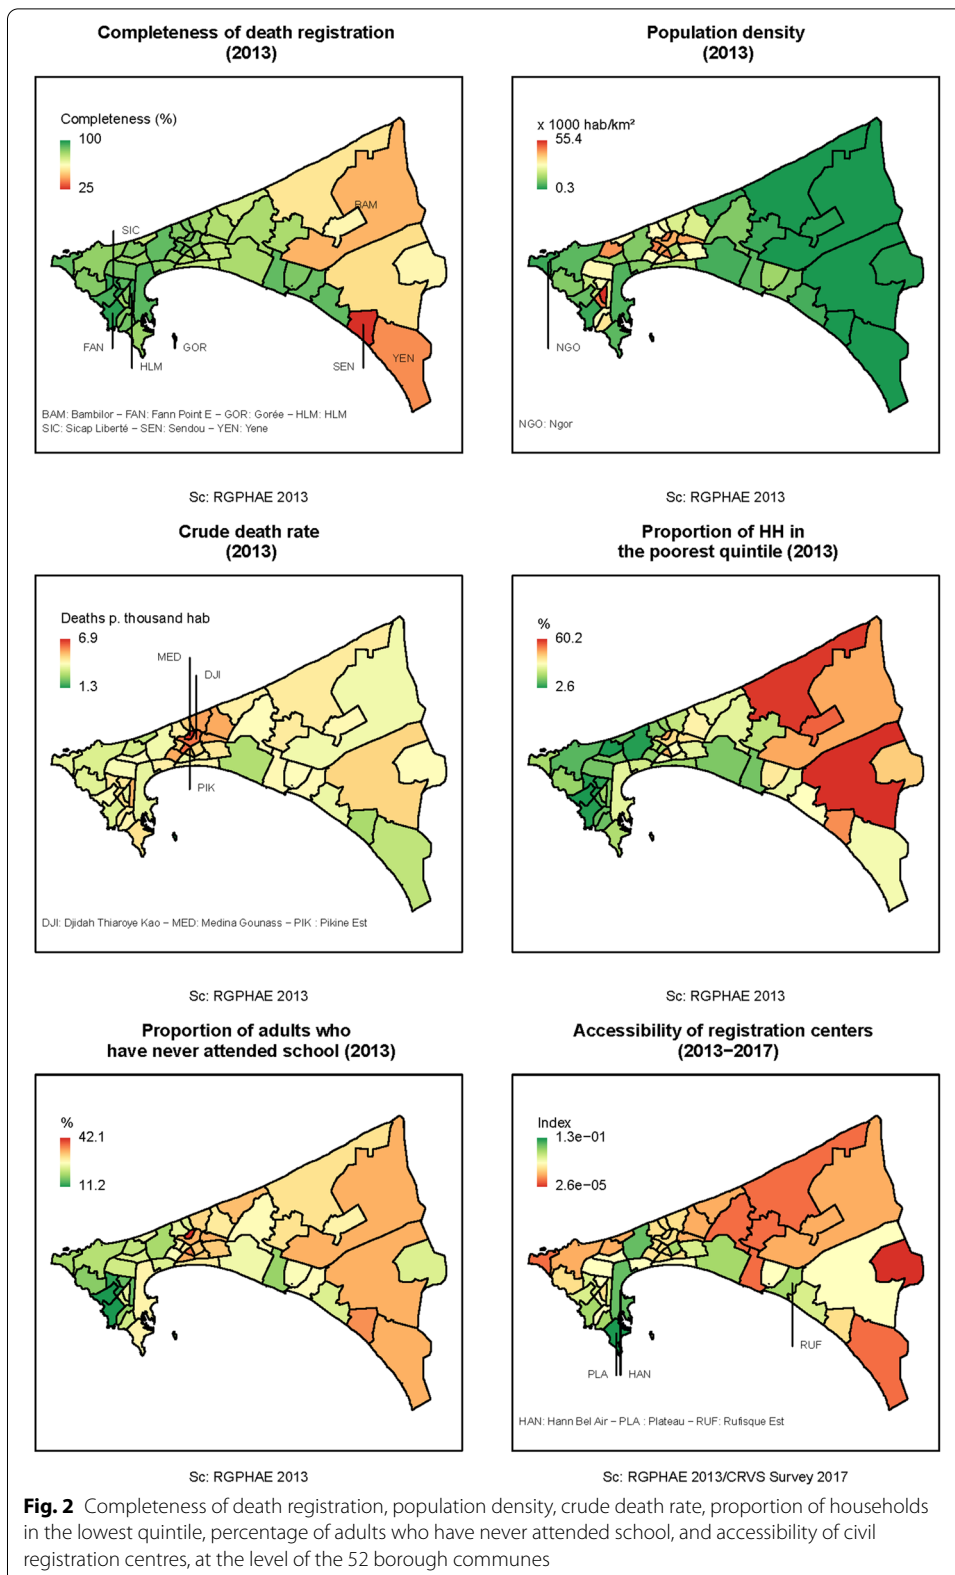 Completeness of death registration
(2013)
Completeness (%)
100
25
SIC
BAM
FAN
HLM
GOR
SEN
YEN
BAM: Bambilor – FAN: Fann Point E – GOR: Gorée – HLM: HLM
SIC: Sicap Liberté – SEN: Sendou – YEN: Yene
Sc: RGPHAE 2013
Population density
(2013)
x 1000 hab/km²
55.4
0.3
NGO
NGO: Ngor
Sc: RGPHAE 2013
Crude death rate
(2013)
Deaths p. thousand hab
6.9
1.3
MED
DJI
PIK
DJI: Djidah Thiaroye Kao – MED: Medina Gounass – PIK : Pikine Est
Sc: RGPHAE 2013
Proportion of HH in
the poorest quintile (2013)
%
60.2
2.6
Sc: RGPHAE 2013
Proportion of adults who
have never attended school (2013)
%
42.1
11.2
Sc: RGPHAE 2013
Accessibility of registration centers
(2013−2017)
Index
1.3e−01
2.6e−05
PLA
HAN
RUF
HAN: Hann Bel Air – PLA : Plateau – RUF: Rufisque Est
Sc: RGPHAE 2013/CRVS Survey 2017
Fig. 2 Completeness of death registration, population density, crude death rate, proportion of households
in the lowest quintile, percentage of adults who have never attended school, and accessibility of civil
registration centres, at the level of the 52 borough communes